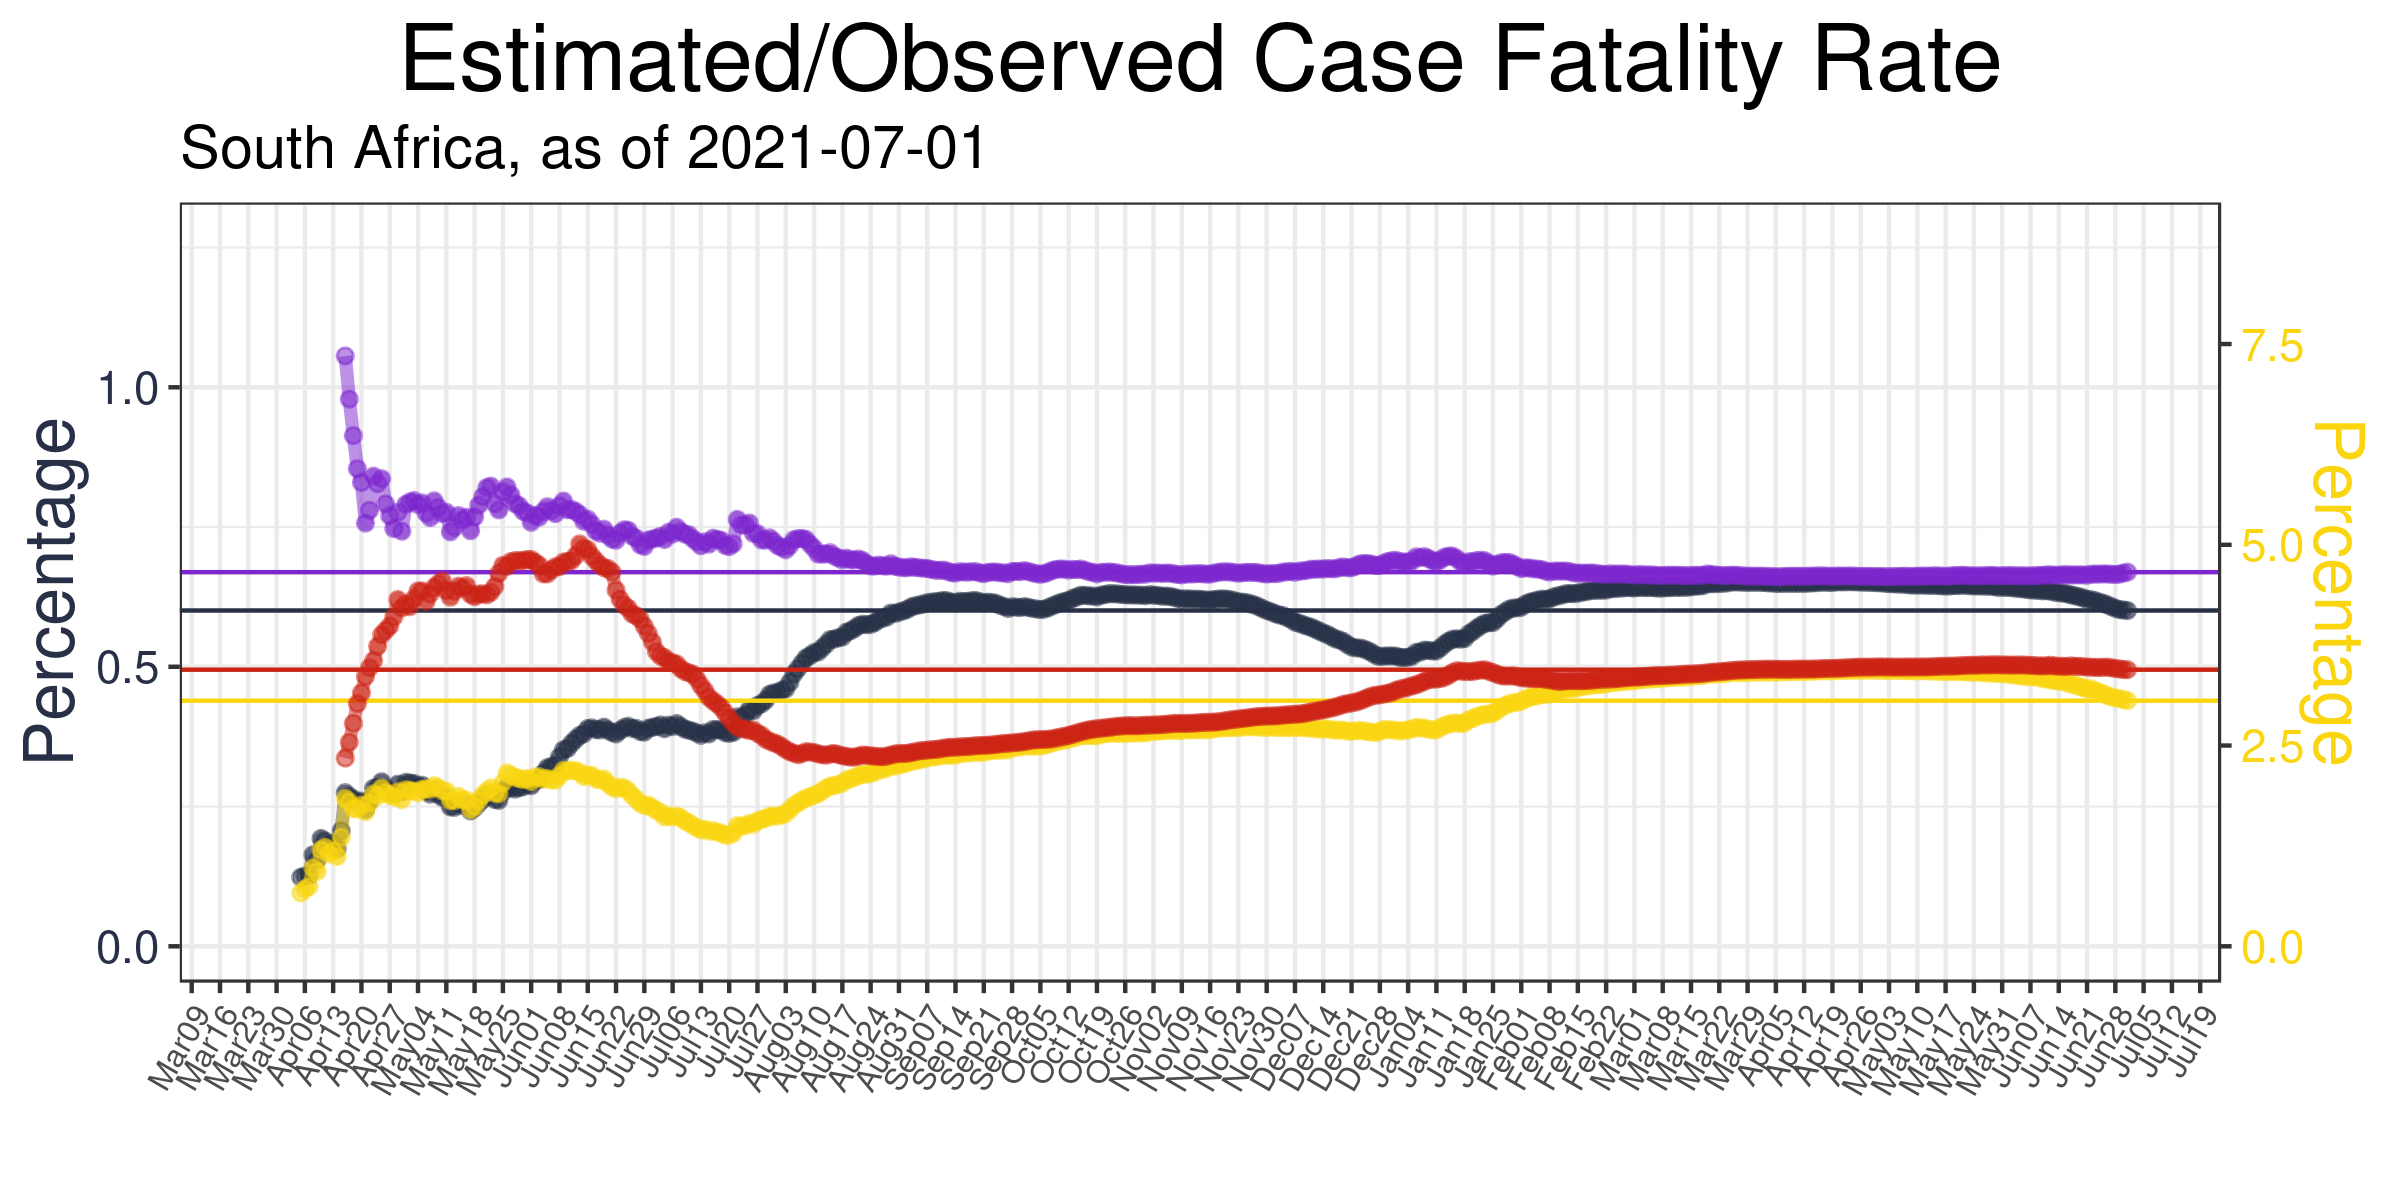 Estimated/Observed Case Fatality Rate
South Africa, as of 2021-07-01
Percentage
1.0
0.5
0.0
7.5
5.0
2.5
0.0
Percentage
Mar09
Mar16
Mar23
Mar30
Apr06
Apr13
Apr20
Apr27
May04
May11
May18
May25
Jun01
Jun08
Jun15
Jun22
Jun29
Jul06
Jul13
Jul20
Jul27
Aug03
Aug10
Aug17
Aug24
Aug31
Sep07
Sep14
Sep21
Sep28
Oct05
Oct12
Oct19
Oct26
Nov02
Nov09
Nov16
Nov23
Nov30
Dec07
Dec14
Dec21
Dec28
Jan04
Jan11
Jan18
Jan25
Feb01
Feb08
Feb15
Feb22
Mar01
Mar08
Mar15
Mar22
Mar29
Apr05
Apr12
Apr19
Apr26
May03
May10
May17
May24
May31
Jun07
Jun14
Jun21
Jun28
Jul05
Jul12
Jul19